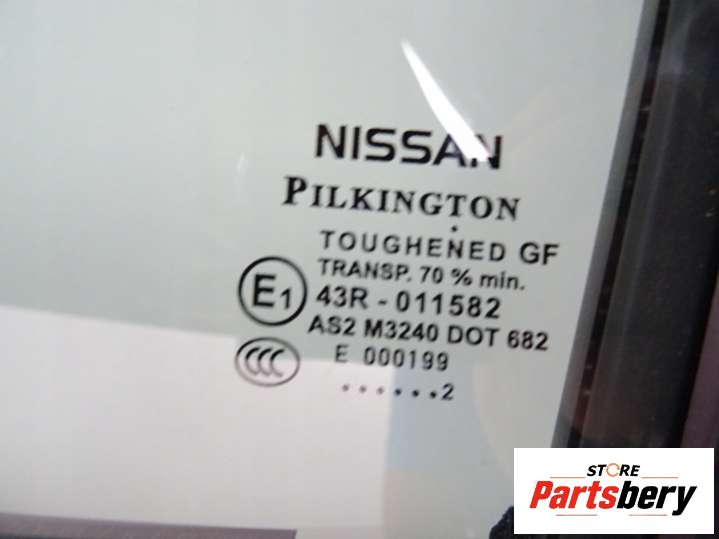 NISSAN
PILKINGTON
TOUGHENED GF
TRANSP. 70 % min.
E1 43R - 011582
AS2 M3240 DOT 682
CCC E 000199
......2
STORE
Partsbery